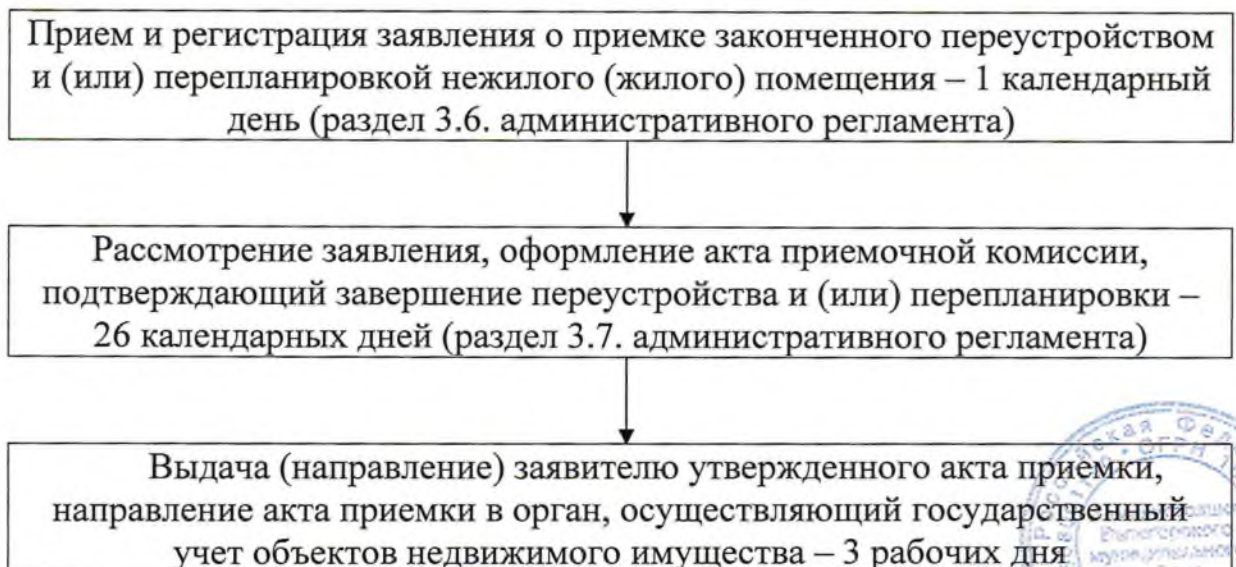 Прием и регистрация заявления о приемке законченного переустройством
и (или) перепланировкой нежилого (жилого) помещения – 1 календарный
день (раздел 3.6. административного регламента)
Рассмотрение заявления, оформление акта приемочной комиссии,
подтверждающий завершение переустройства и (или) перепланировки –
26 календарных дней (раздел 3.7. административного регламента)
Выдача (направление) заявителю утвержденного акта приемки,
направление акта приемки в орган, осуществляющий государственный
учет объектов недвижимого имущества – 3 рабочих дня
ОГРН